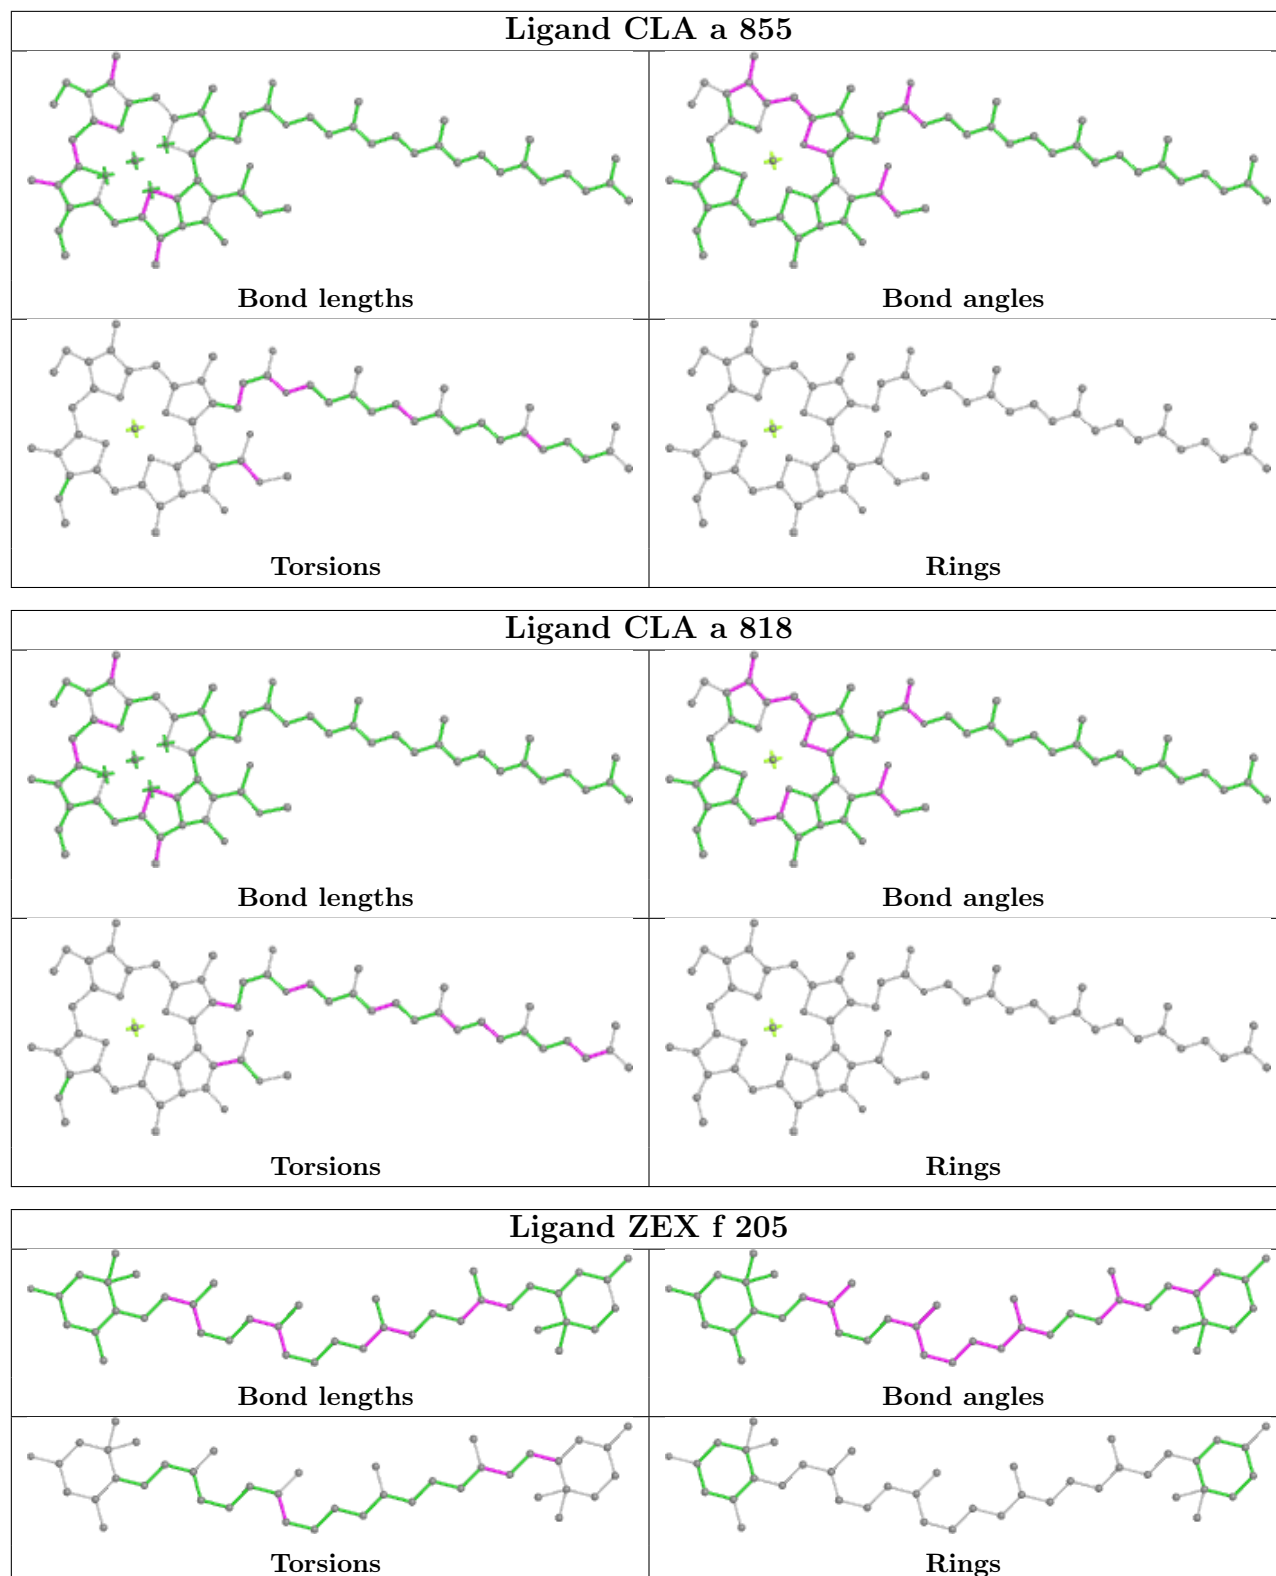 Ligand CLA a 855
Bond lengths
Bond angles
Torsions
Rings
Ligand CLA a 818
Bond lengths
Bond angles
Torsions
Rings
Ligand ZEX f 205
Bond lengths
Bond angles
Torsions
Rings